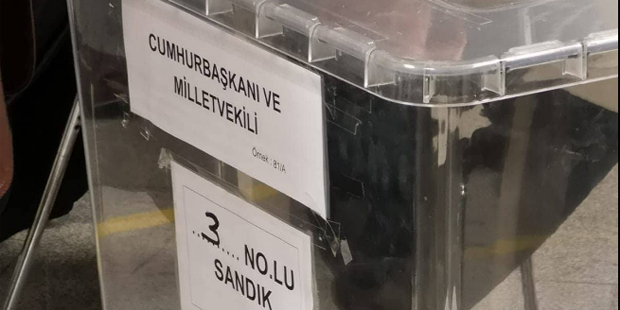 CUMHURBAŞKANI VE
MİLLETVEKİLİ
Örnek : 81/A
...3.... NO.LU
SANDIK